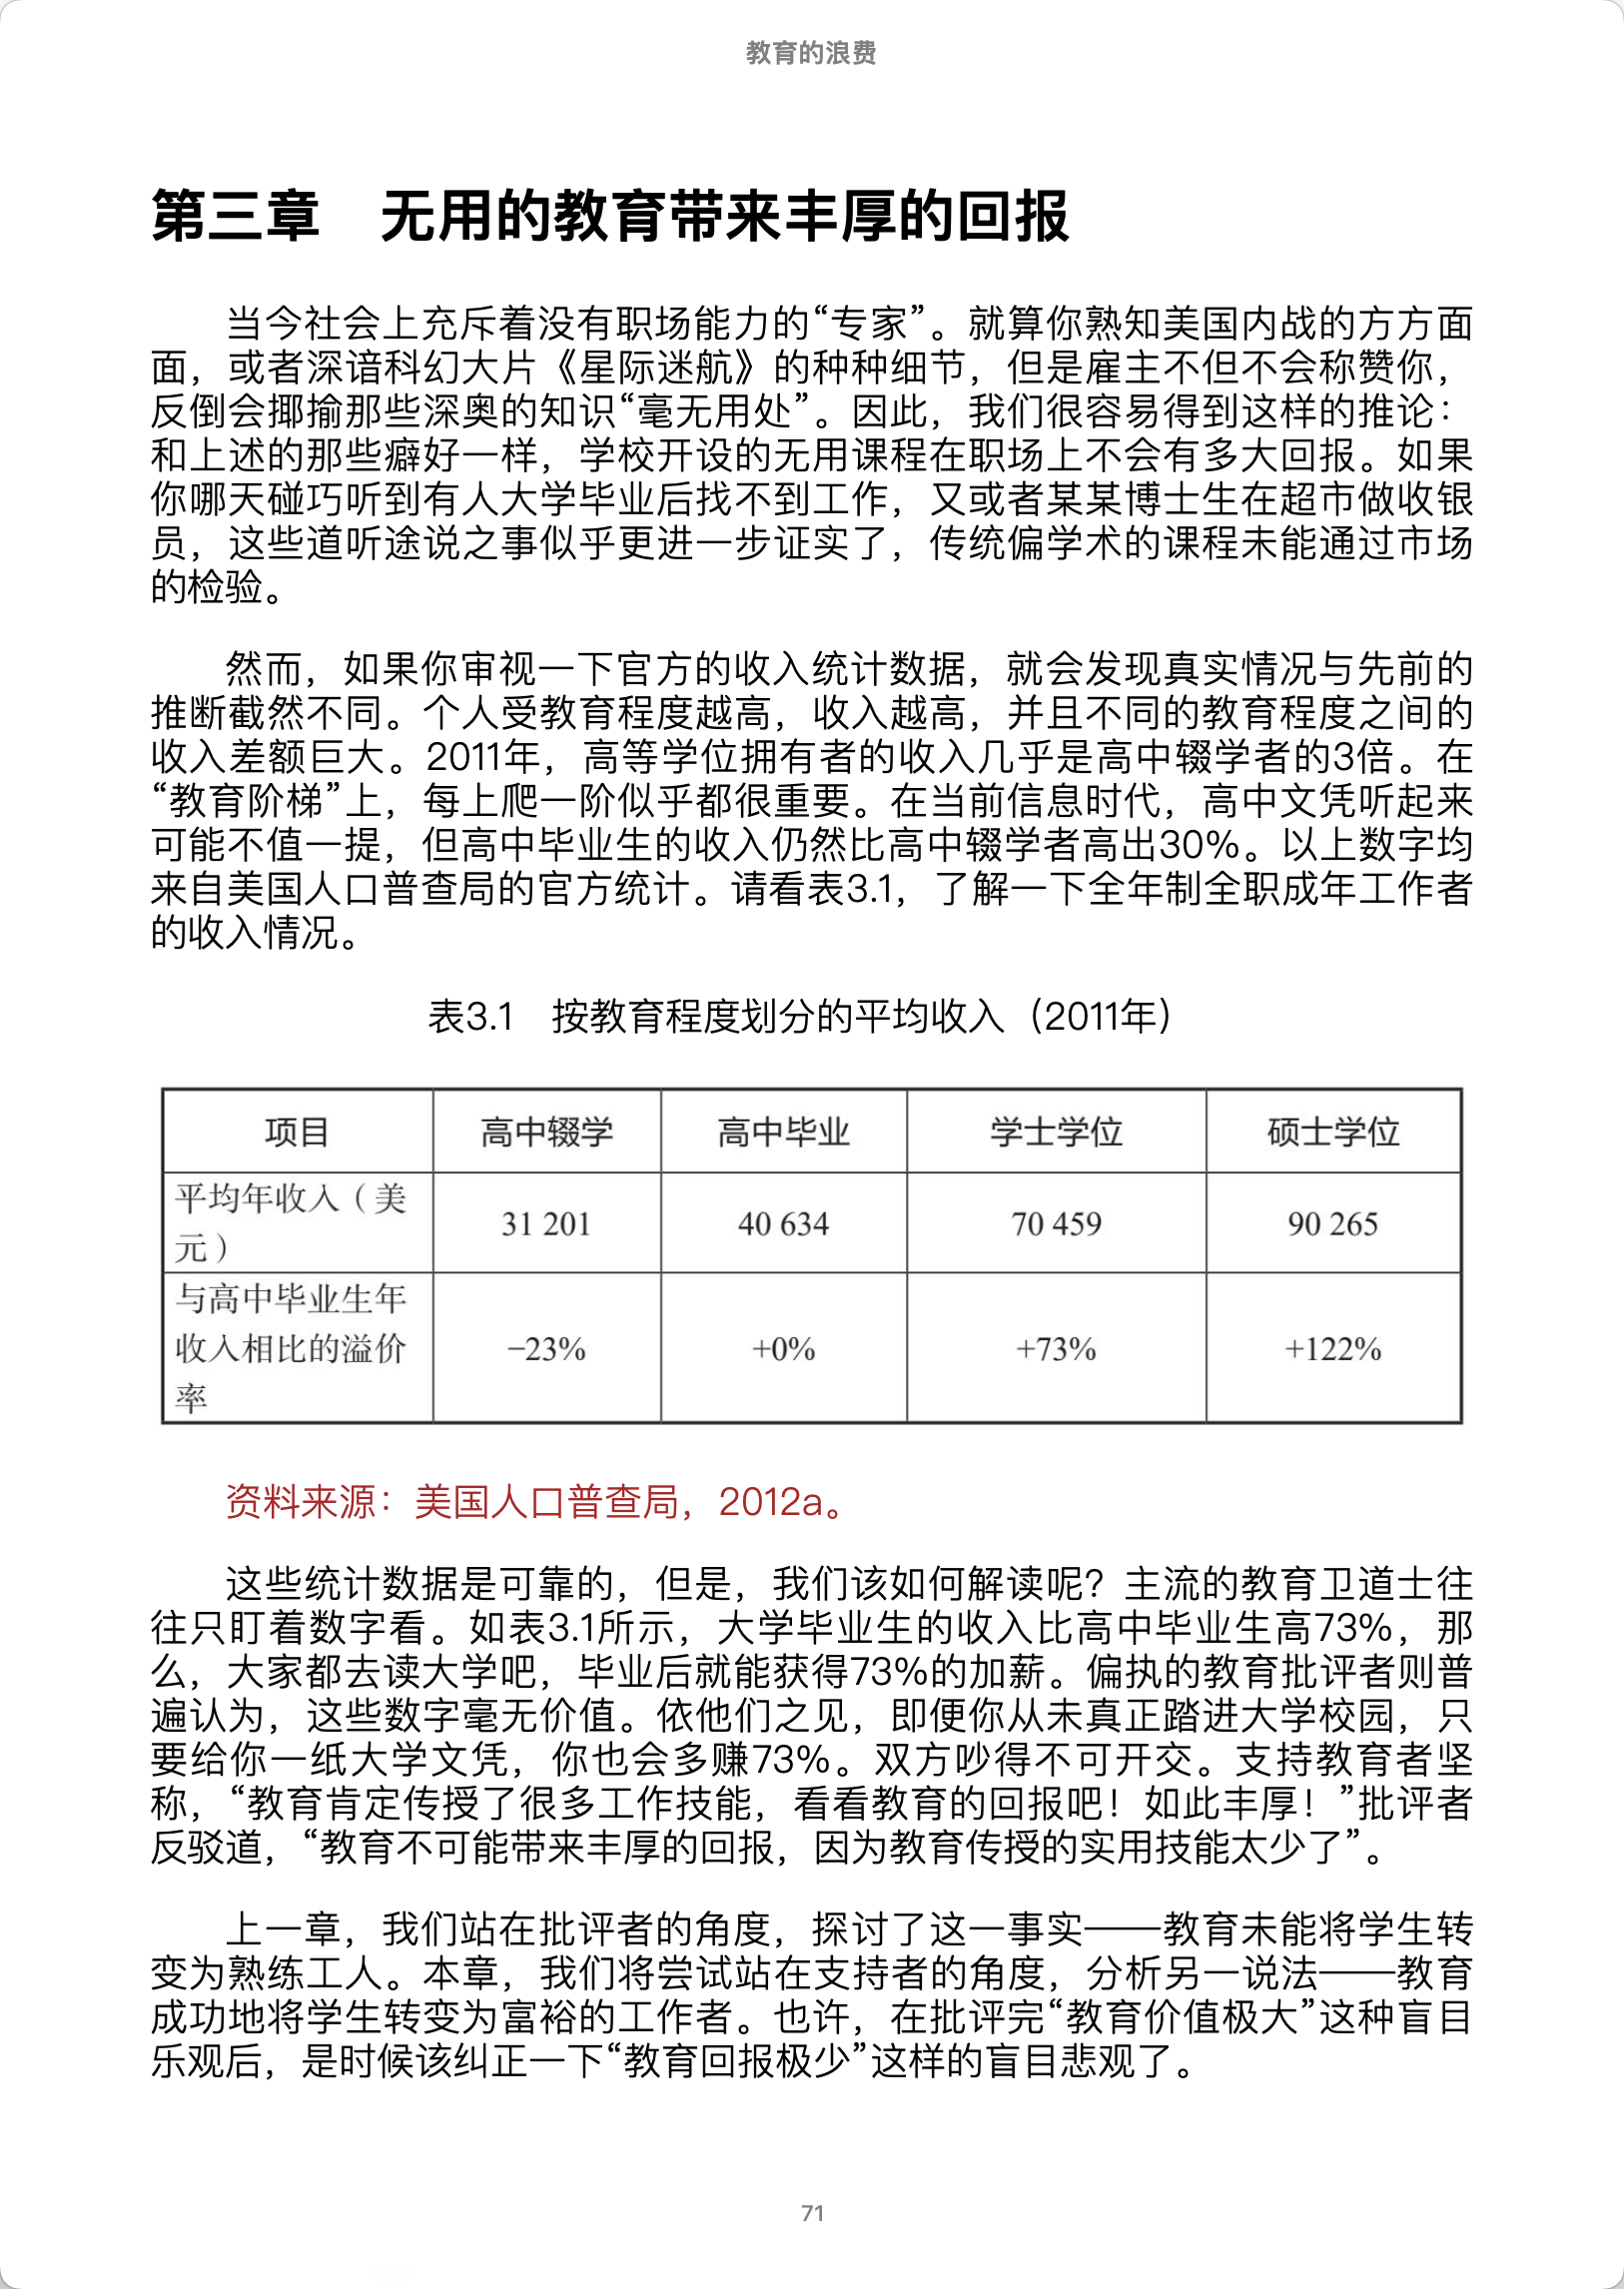 教育的浪费
第三章　无用的教育带来丰厚的回报
当今社会上充斥着没有职场能力的“专家”。就算你熟知美国内战的方方面
面，或者深谙科幻大片《星际迷航》的种种细节，但是雇主不但不会称赞你，
反倒会揶揄那些深奥的知识“毫无用处”。因此，我们很容易得到这样的推论：
和上述的那些癖好一样，学校开设的无用课程在职场上不会有多大回报。如果
你哪天碰巧听到有人大学毕业后找不到工作，又或者某某博士生在超市做收银
员，这些道听途说之事似乎更进一步证实了，传统偏学术的课程未能通过市场
的检验。
然而，如果你审视一下官方的收入统计数据，就会发现真实情况与先前的
推断截然不同。个人受教育程度越高，收入越高，并且不同的教育程度之间的
收入差额巨大。2011年，高等学位拥有者的收入几乎是高中辍学者的3倍。在
“教育阶梯”上，每上爬一阶似乎都很重要。在当前信息时代，高中文凭听起来
可能不值一提，但高中毕业生的收入仍然比高中辍学者高出30%。以上数字均
来自美国人口普查局的官方统计。请看表3.1，了解一下全年制全职成年工作者
的收入情况。
表3.1　按教育程度划分的平均收入（2011年）
项目 高中辍学 高中毕业 学士学位 硕士学位
平均年收入（美
元） 31 201 40 634 70 459 90 265
与高中毕业生年
收入相比的溢价 −23% +0% +73% +122%
率
资料来源：美国人口普查局，2012a。
这些统计数据是可靠的，但是，我们该如何解读呢？主流的教育卫道士往
往只盯着数字看。如表3.1所示，大学毕业生的收入比高中毕业生高73%，那
么，大家都去读大学吧，毕业后就能获得73%的加薪。偏执的教育批评者则普
遍认为，这些数字毫无价值。依他们之见，即便你从未真正踏进大学校园，只
要给你一纸大学文凭，你也会多赚73%。双方吵得不可开交。支持教育者坚
称，“教育肯定传授了很多工作技能，看看教育的回报吧！如此丰厚！”批评者
反驳道，“教育不可能带来丰厚的回报，因为教育传授的实用技能太少了”。
上一章，我们站在批评者的角度，探讨了这一事实——教育未能将学生转
变为熟练工人。本章，我们将尝试站在支持者的角度，分析另一说法——教育
成功地将学生转变为富裕的工作者。也许，在批评完“教育价值极大”这种盲目
乐观后，是时候该纠正一下“教育回报极少”这样的盲目悲观了。
71